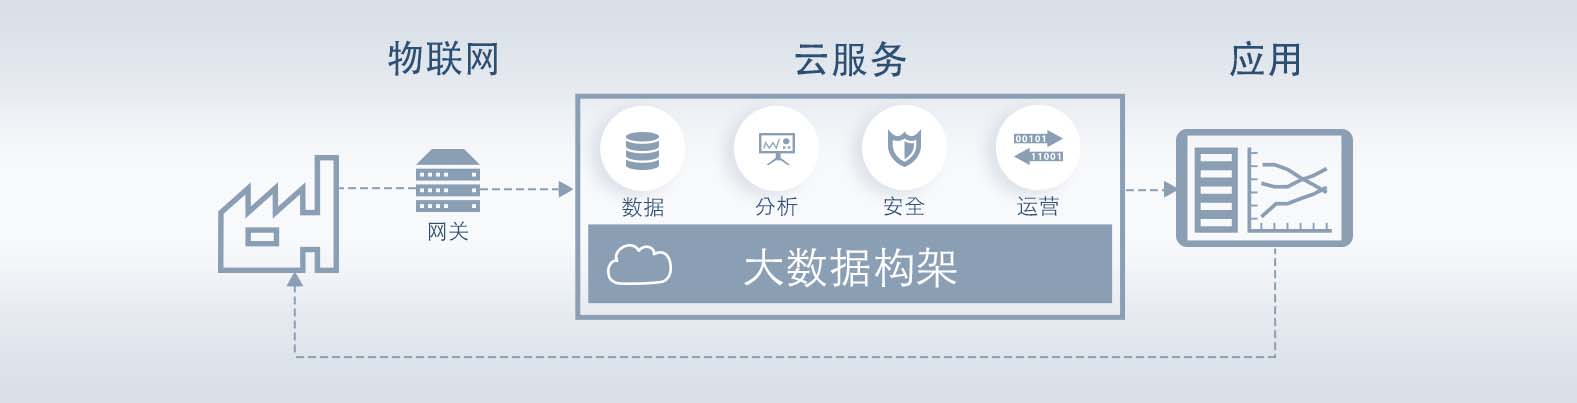 物联网
云服务
应用
00101
11001
数据
分析
安全
运营
网关
大数据构架